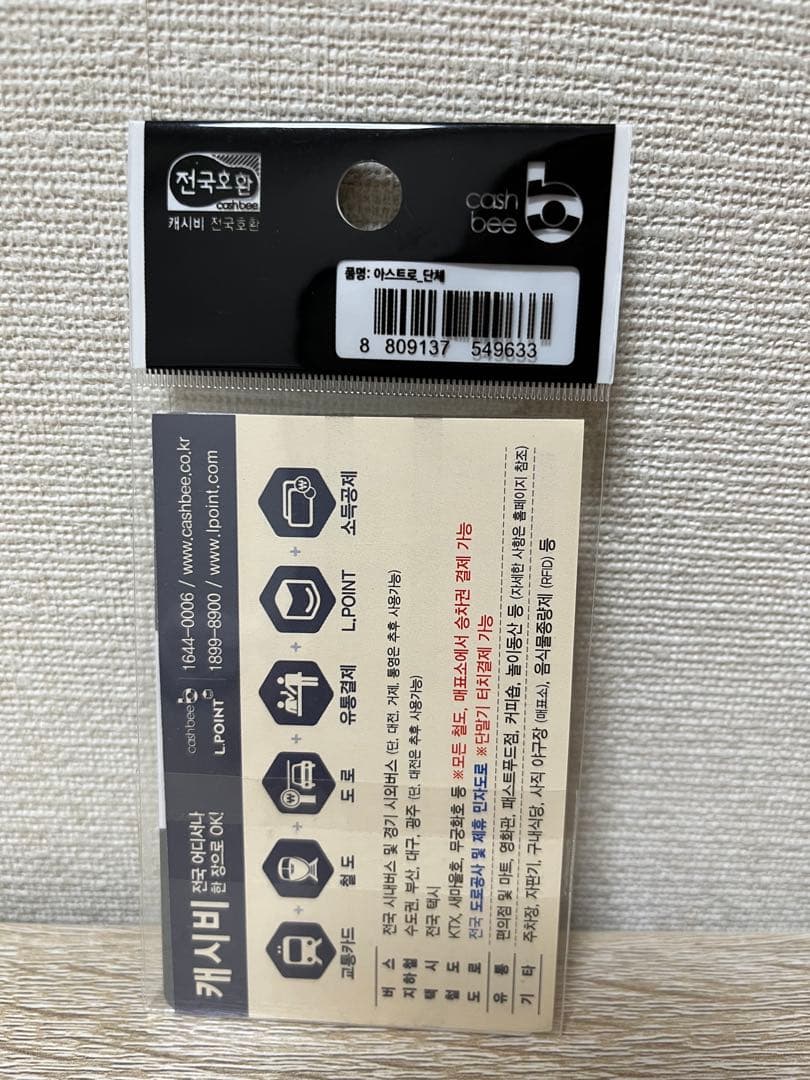 전국호환
cash bee
캐시비 전국호환
cash
bee
b
품명: 아스트로_단체
8 809137 549633
캐시비 전국 어디서나
한 장으로 OK!
cashbee b | 1644-0006 / www.cashbee.co.kr
L.POINT | 1899-8900 / www.lpoint.com
교통카드 + 철도 + 도로 + 유통결제 + L.POINT + 소득공제
버스 전국 시내버스 및 경기 시외버스 (단, 대전, 거제, 통영은 추후 사용가능)
지하철 수도권, 부산, 대구, 광주 (단, 대전은 추후 사용가능)
택시 전국 택시
철도 KTX, 새마을호, 무궁화호 등 ※모든 철도, 매표소에서 승차권 결제 가능
도로 전국 도로공사 및 제휴 민자도로 ※단말기 터치결제 가능
유통 편의점 및 마트, 영화관, 패스트푸드점, 커피숍, 놀이동산 등 (자세한 사항은 홈페이지 참조)
기타 주차장, 자판기, 구내식당, 사직 야구장 (매표소), 음식물종량제 (RFID) 등